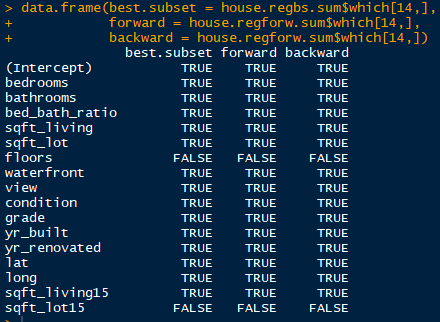 > data.frame(best.subset = house.regbs.sum$which[14,],
+ forward = house.regforw.sum$which[14,],
+ backward = house.regforw.sum$which[14,])
best.subset forward backward
(Intercept) TRUE TRUE TRUE
bedrooms TRUE TRUE TRUE
bathrooms TRUE TRUE TRUE
bed_bath_ratio TRUE TRUE TRUE
sqft_living TRUE TRUE TRUE
sqft_lot TRUE TRUE TRUE
floors FALSE FALSE FALSE
waterfront TRUE TRUE TRUE
view TRUE TRUE TRUE
condition TRUE TRUE TRUE
grade TRUE TRUE TRUE
yr_built TRUE TRUE TRUE
yr_renovated TRUE TRUE TRUE
lat TRUE TRUE TRUE
long TRUE TRUE TRUE
sqft_living15 TRUE TRUE TRUE
sqft_lot15 FALSE FALSE FALSE